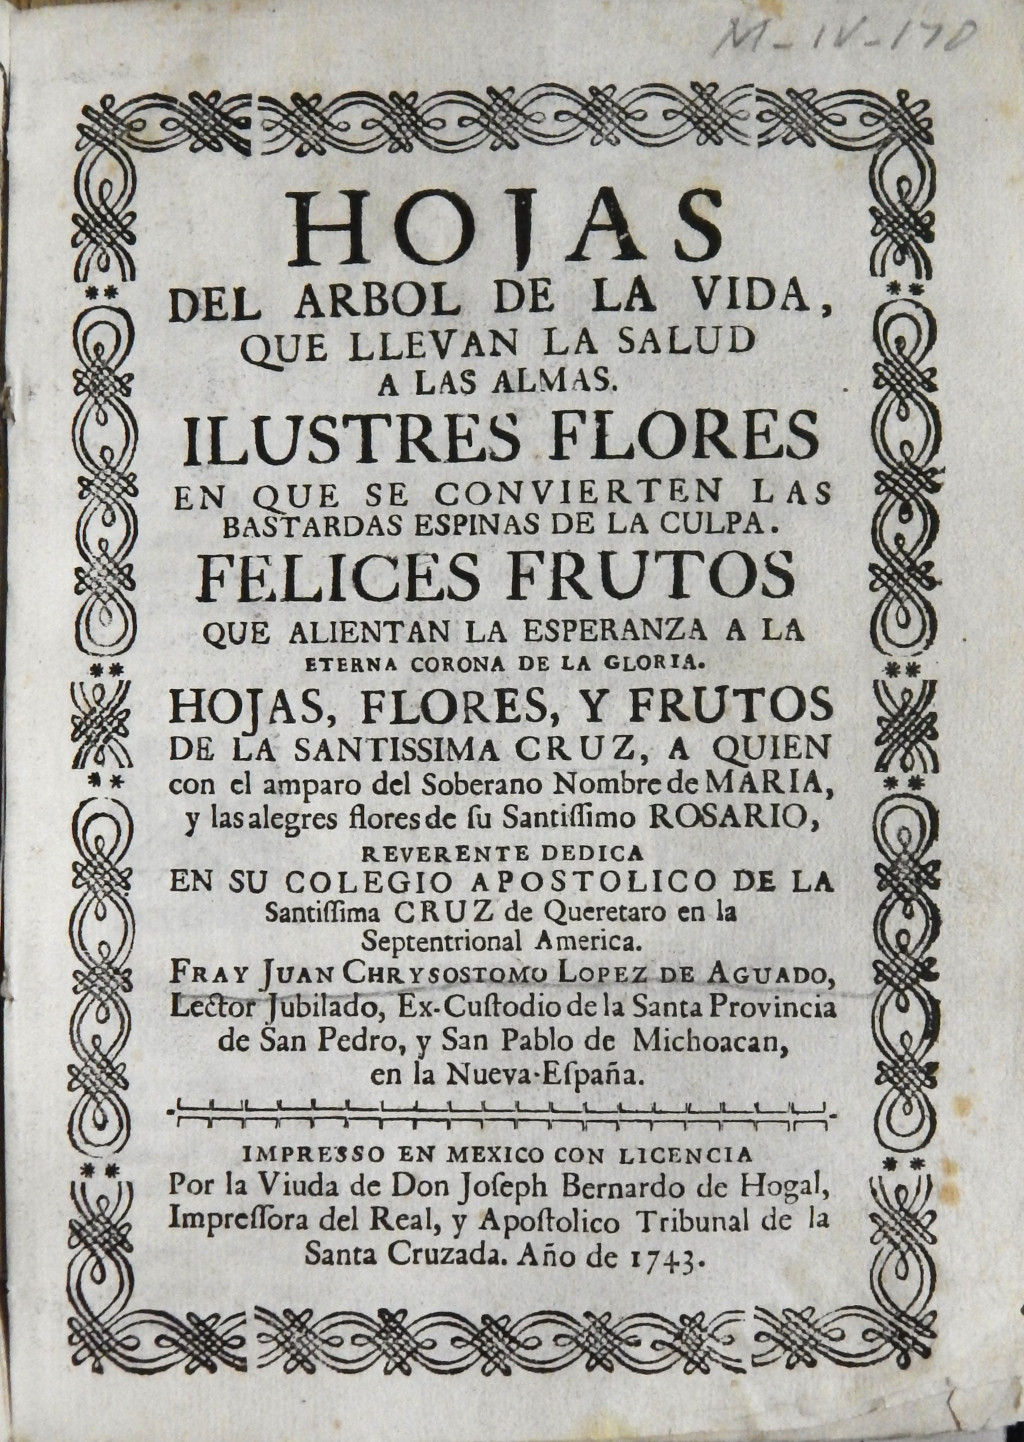 M-IV-170
HOJAS
DEL ARBOL DE LA VIDA,
QUE LLEVAN LA SALUD
A LAS ALMAS.
ILUSTRES FLORES
EN QUE SE CONVIERTEN LAS
BASTARDAS ESPINAS DE LA CULPA.
FELICES FRUTOS
QUE ALIENTAN LA ESPERANZA A LA
ETERNA CORONA DE LA GLORIA.
HOJAS, FLORES, Y FRUTOS
DE LA SANTISSIMA CRUZ, A QUIEN
con el amparo del Soberano Nombre de MARIA,
y las alegres flores de ſu Santiſſimo ROSARIO,
REVERENTE DEDICA
EN SU COLEGIO APOSTOLICO DE LA
Santiſſima CRUZ de Queretaro en la
Septentrional America.
FRAY JUAN CHRYSOSTOMO LOPEZ DE AGUADO,
Lector Jubilado, Ex-Cuſtodio de la Santa Provincia
de San Pedro, y San Pablo de Michoacan,
en la Nueva-Eſpaña.
IMPRESSO EN MEXICO CON LICENCIA
Por la Viuda de Don Joſeph Bernardo de Hogal,
Impreſſora del Real, y Apoſtolico Tribunal de la
Santa Cruzada. Año de 1743.